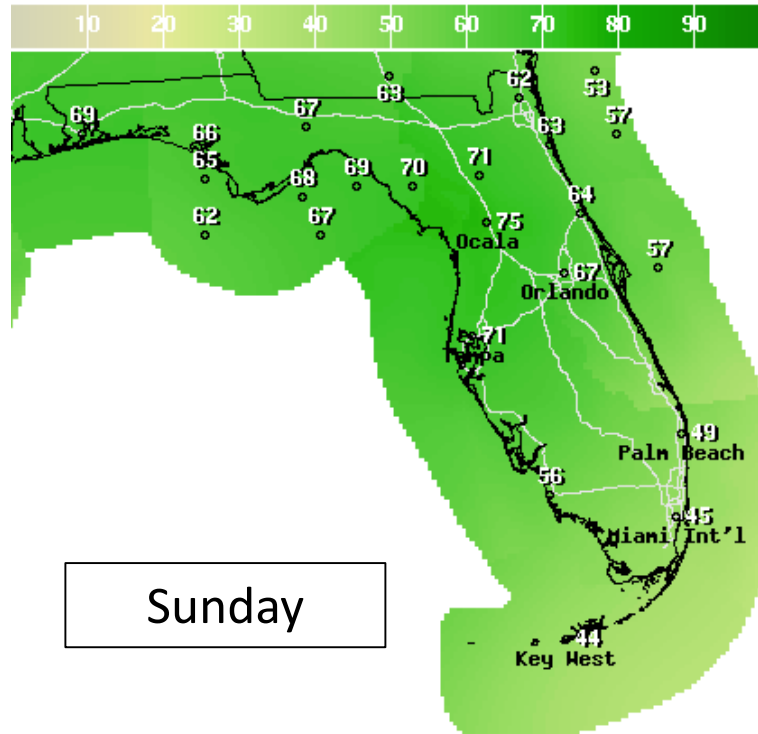 10 20 30 40 50 60 70 80 90
62 53
63
69 67 63 57
66
65 71
68 69 70
64
62 67 75
Ocala
57
67
Orlando
71
Tampa
49
Palm Beach
56
45
Miami Int'l
Sunday
44
Key West